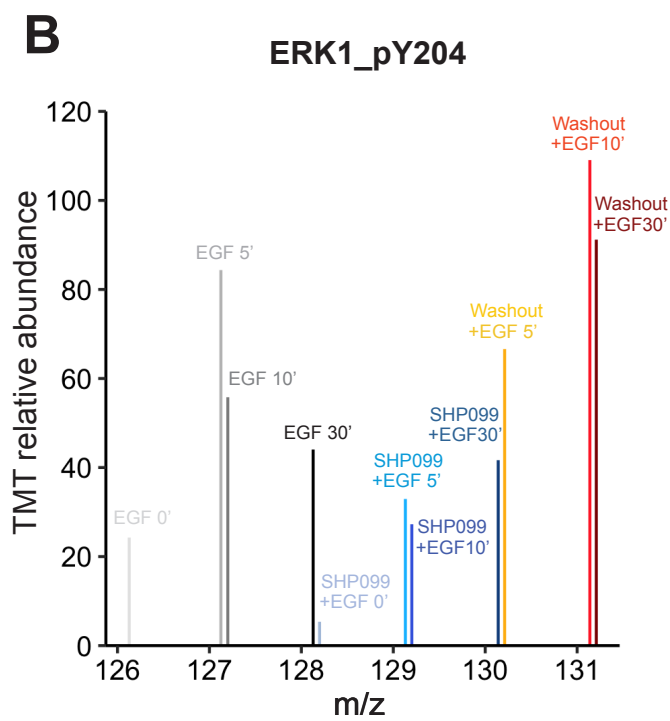 B
ERK1_pY204
TMT relative abundance
120
100
80
60
40
20
0
EGF 0’
EGF 5’
EGF 10’
EGF 30’
SHP099
+EGF 0’
SHP099
+EGF 5’
SHP099
+EGF10’
SHP099
+EGF30’
Washout
+EGF 5’
Washout
+EGF10’
Washout
+EGF30’
126
127
128
129
130
131
m/z